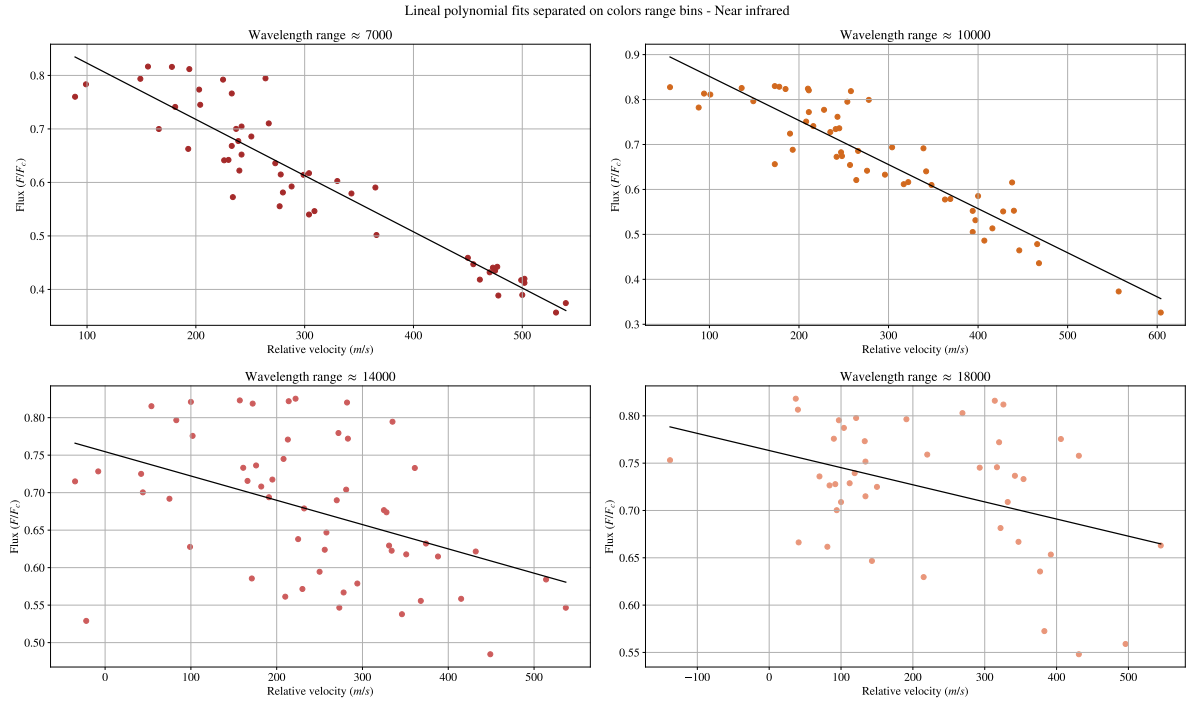 Lineal polynomial fits separated on colors range bins - Near infrared
Wavelength range ≈ 7000
Flux (F/Fc)
0.8
0.7
0.6
0.5
0.4
100 200 300 400 500
Relative velocity (m/s)
Wavelength range ≈ 10000
Flux (F/Fc)
0.9
0.8
0.7
0.6
0.5
0.4
0.3
100 200 300 400 500 600
Relative velocity (m/s)
Wavelength range ≈ 14000
Flux (F/Fc)
0.80
0.75
0.70
0.65
0.60
0.55
0.50
0 100 200 300 400 500
Relative velocity (m/s)
Wavelength range ≈ 18000
Flux (F/Fc)
0.80
0.75
0.70
0.65
0.60
0.55
−100 0 100 200 300 400 500
Relative velocity (m/s)